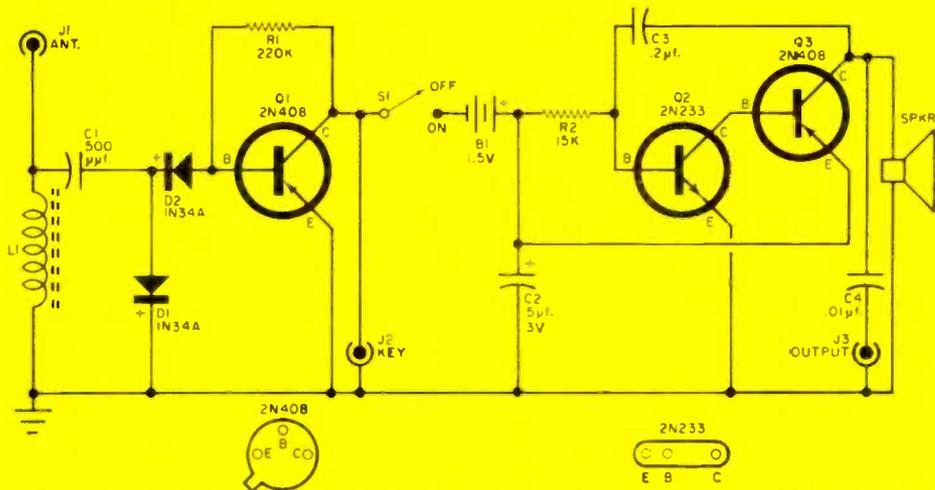 J1
ANT.
R1
220K
C1
500
µµf.
L1
D2
1N34A
D1
1N34A
Q1
2N408
B
C
E
S1
OFF
ON
B1
1.5V
J2
KEY
R2
15K
C2
5µf.
3V
C3
.2µf.
Q2
2N233
B
C
E
Q3
2N408
B
C
E
SPKR
C4
.01µf.
J3
OUTPUT
2N408
B
E C
2N233
E B C